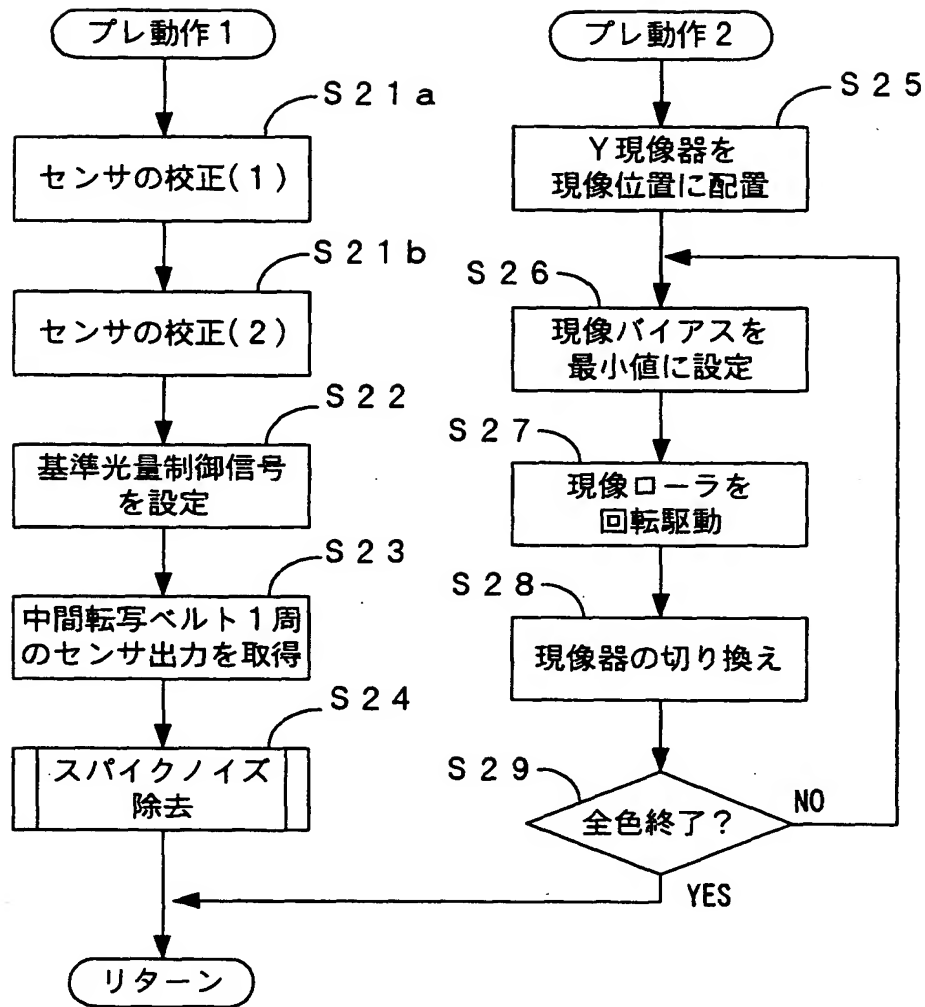 プレ動作1
S21a
センサの校正(1)
S21b
センサの校正(2)
S22
基準光量制御信号
を設定
S23
中間転写ベルト1周
のセンサ出力を取得
S24
スパイクノイズ
除去
リターン
プレ動作2
S25
Y現像器を
現像位置に配置
S26
現像バイアスを
最小値に設定
S27
現像ローラを
回転駆動
S28
現像器の切り換え
S29
全色終了?
NO
YES